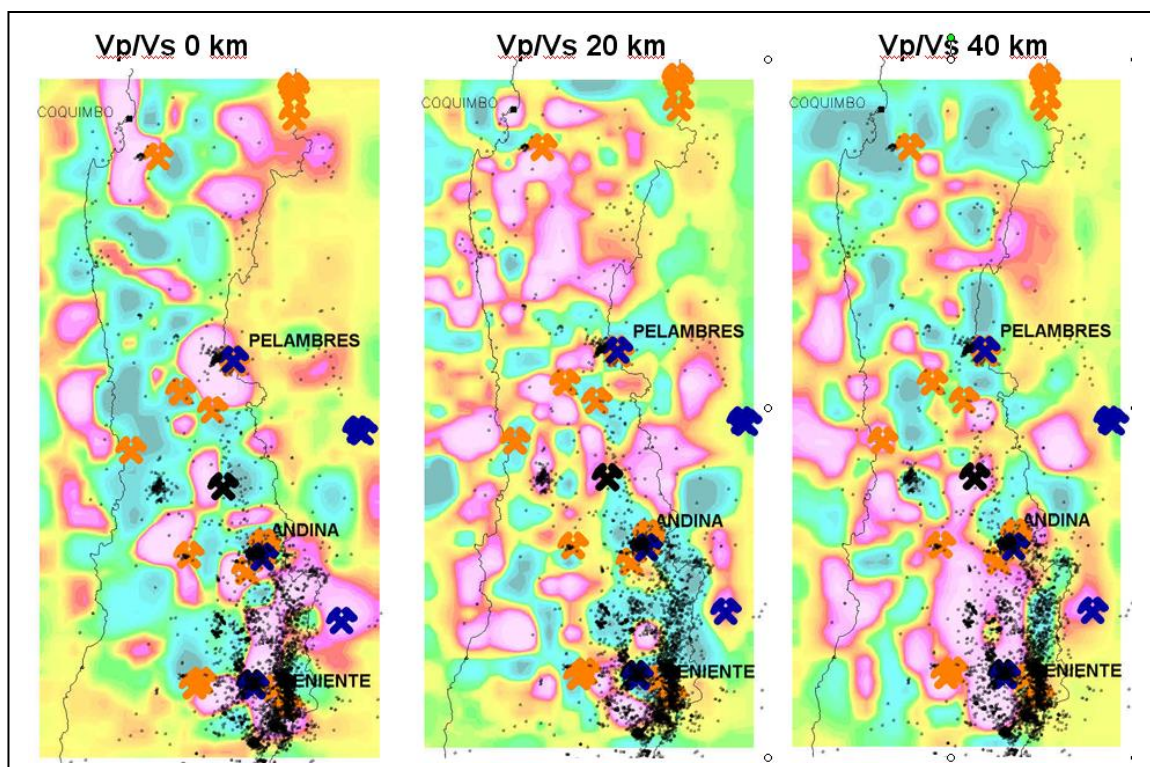 Vp/Vs 0 km
Vp/Vs 20 km
Vp/Vs 40 km
COQUIMBO
COQUIMBO
COQUIMBO
PELAMBRES
PELAMBRES
PELAMBRES
ANDINA
ANDINA
ANDINA
ENIENTE
ENIENTE
ENIENTE